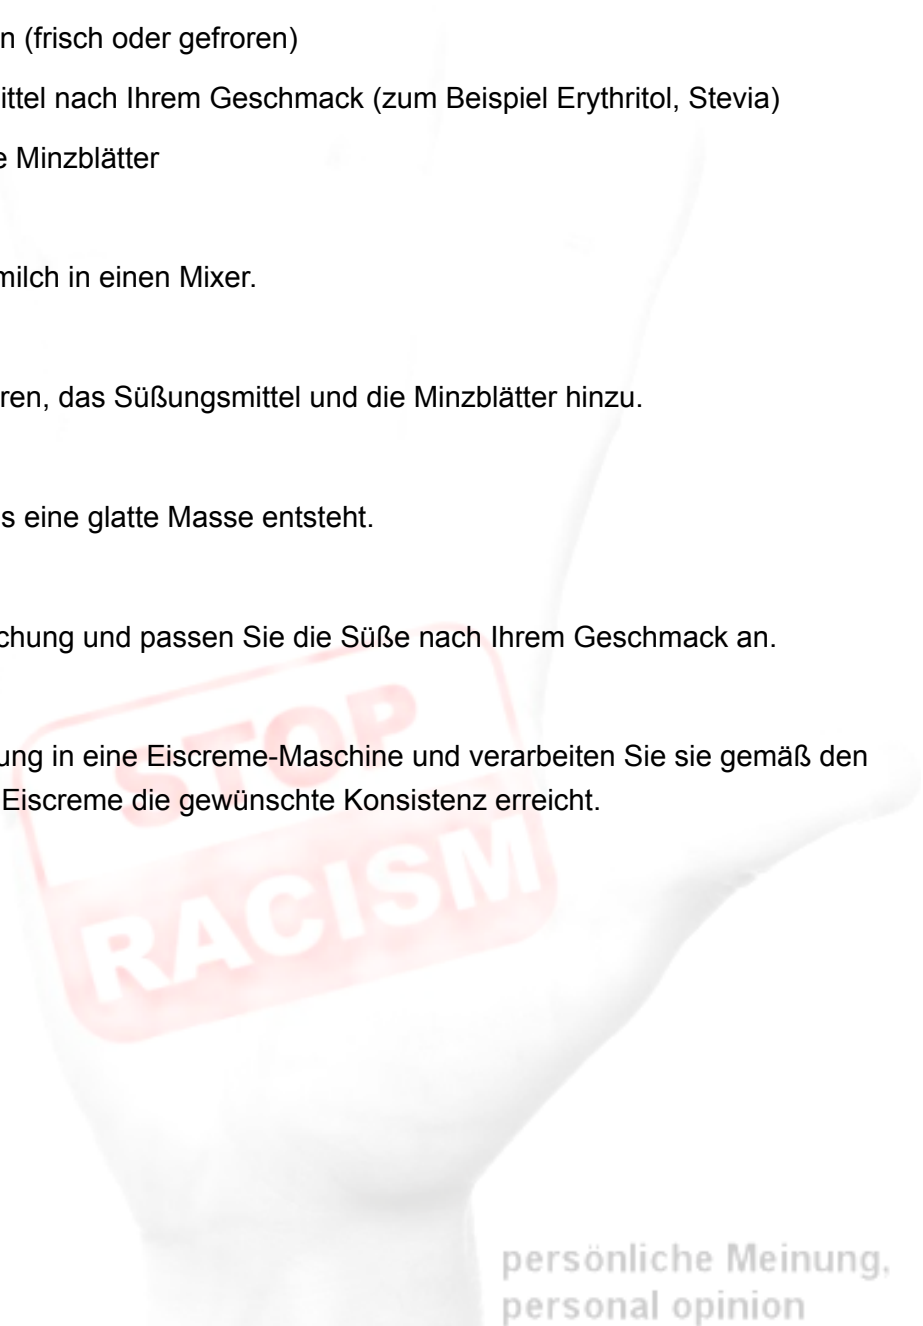 n (frisch oder gefroren)
ittel nach Ihrem Geschmack (zum Beispiel Erythritol, Stevia)
e Minzblätter
milch in einen Mixer.
ren, das Süßungsmittel und die Minzblätter hinzu.
s eine glatte Masse entsteht.
chung und passen Sie die Süße nach Ihrem Geschmack an.
ung in eine Eiscreme-Maschine und verarbeiten Sie sie gemäß den
Eiscreme die gewünschte Konsistenz erreicht.
STOP
RACISM
persönliche Meinung,
personal opinion